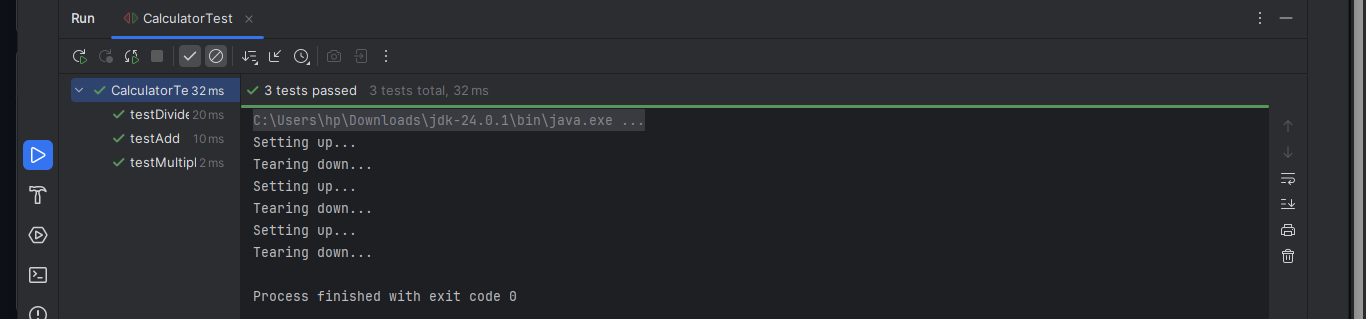 Run CalculatorTest
CalculatorTe 32 ms
testDivide 20 ms
testAdd 10 ms
testMultipl 2 ms
3 tests passed 3 tests total, 32 ms
C:\Users\hp\Downloads\jdk-24.0.1\bin\java.exe ...
Setting up...
Tearing down...
Setting up...
Tearing down...
Setting up...
Tearing down...
Process finished with exit code 0